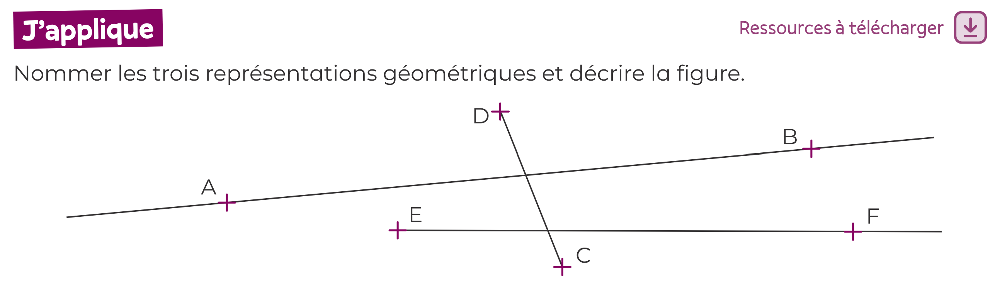 J’applique
Ressources à télécharger
Nommer les trois représentations géométriques et décrire la figure.
D
B
A
E
F
C